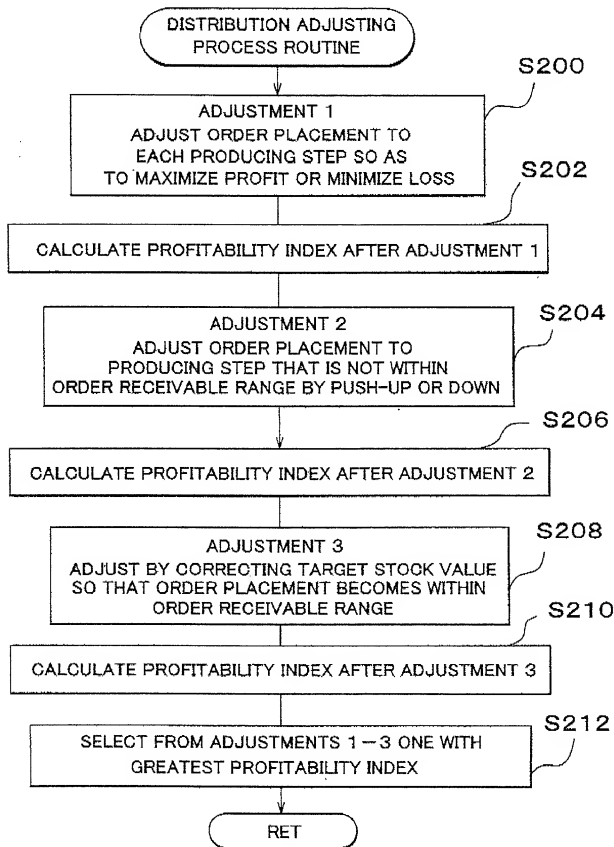 DISTRIBUTION ADJUSTING
PROCESS ROUTINE
S200
ADJUSTMENT 1
ADJUST ORDER PLACEMENT TO
EACH PRODUCING STEP SO AS
TO MAXIMIZE PROFIT OR MINIMIZE LOSS
S202
CALCULATE PROFITABILITY INDEX AFTER ADJUSTMENT 1
S204
ADJUSTMENT 2
ADJUST ORDER PLACEMENT TO
PRODUCING STEP THAT IS NOT WITHIN
ORDER RECEIVABLE RANGE BY PUSH-UP OR DOWN
S206
CALCULATE PROFITABILITY INDEX AFTER ADJUSTMENT 2
S208
ADJUSTMENT 3
ADJUST BY CORRECTING TARGET STOCK VALUE
SO THAT ORDER PLACEMENT BECOMES WITHIN
ORDER RECEIVABLE RANGE
S210
CALCULATE PROFITABILITY INDEX AFTER ADJUSTMENT 3
S212
SELECT FROM ADJUSTMENTS 1-3 ONE WITH
GREATEST PROFITABILITY INDEX
RET